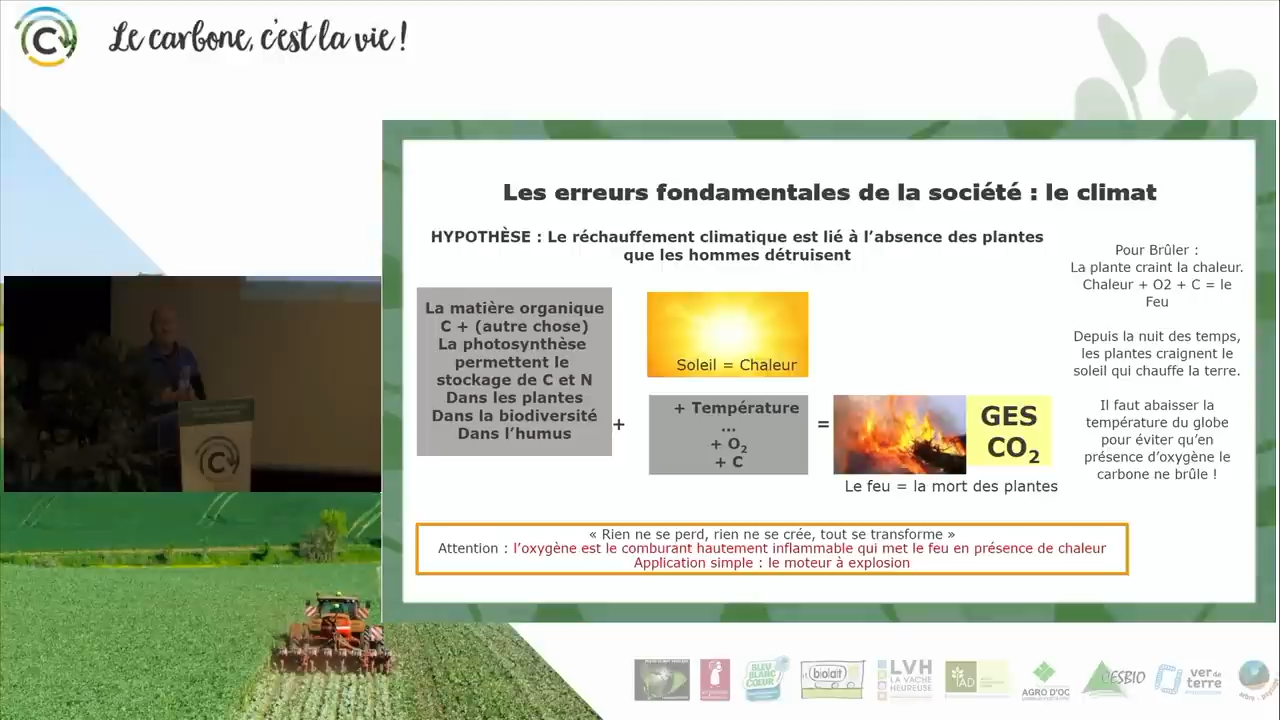 Le carbone, c'est la vie !
Les erreurs fondamentales de la société : le climat
HYPOTHÈSE : Le réchauffement climatique est lié à l'absence des plantes
que les hommes détruisent
La matière organique
C + (autre chose)
La photosynthèse
permettent le
stockage de C et N
Dans les plantes
Dans la biodiversité
Dans l'humus
+
Soleil = Chaleur
+ Température
...
+ O2
+ C
=
GES
CO2
Le feu = la mort des plantes
Pour Brûler :
La plante craint la chaleur.
Chaleur + O2 + C = le
Feu
Depuis la nuit des temps,
les plantes craignent le
soleil qui chauffe la terre.
Il faut abaisser la
température du globe
pour éviter qu'en
présence d'oxygène le
carbone ne brûle !
« Rien ne se perd, rien ne se crée, tout se transforme »
Attention : l'oxygène est le comburant hautement inflammable qui met le feu en présence de chaleur
Application simple : le moteur à explosion
BLEU
BLANC
CŒUR
biolait
LVH
LA VACHE
HEUREUSE
IAD
AGRO D'OC
CESBIO
ver de
terre